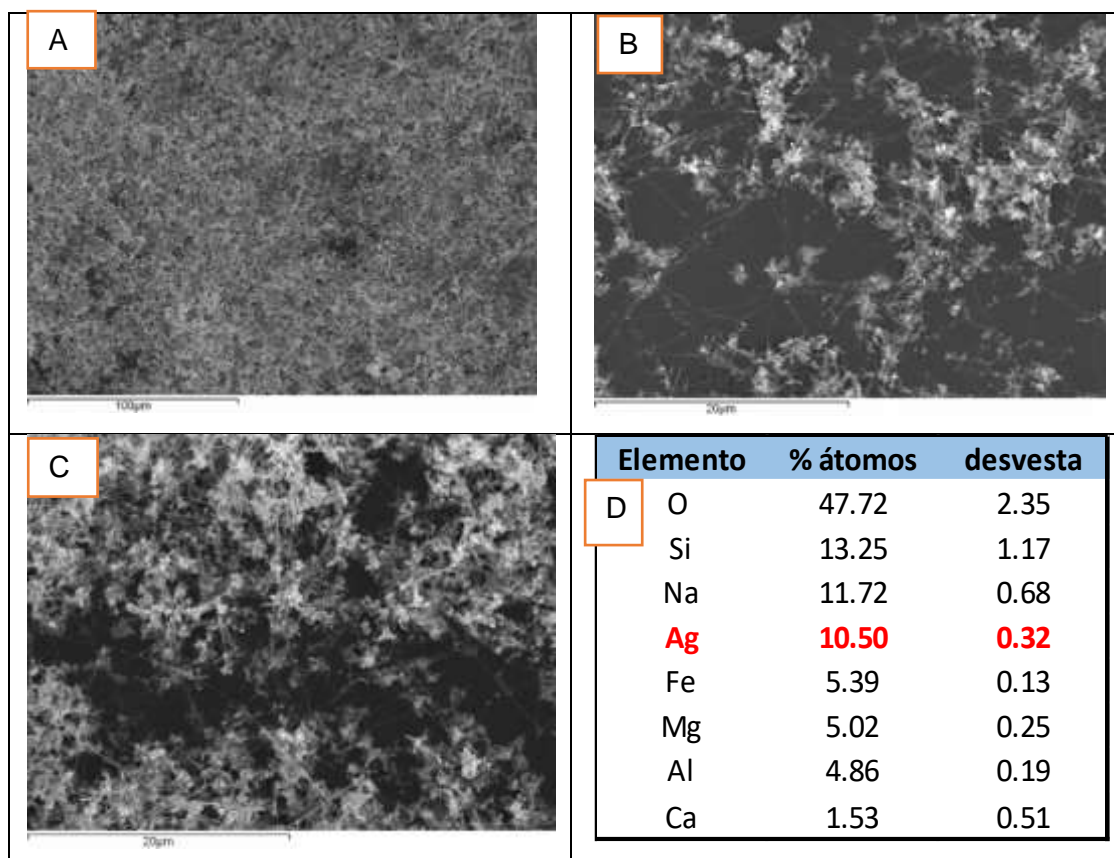 A
100µm
B
20µm
C
20µm
D
Elemento % átomos desvesta
O 47.72 2.35
Si 13.25 1.17
Na 11.72 0.68
Ag 10.50 0.32
Fe 5.39 0.13
Mg 5.02 0.25
Al 4.86 0.19
Ca 1.53 0.51